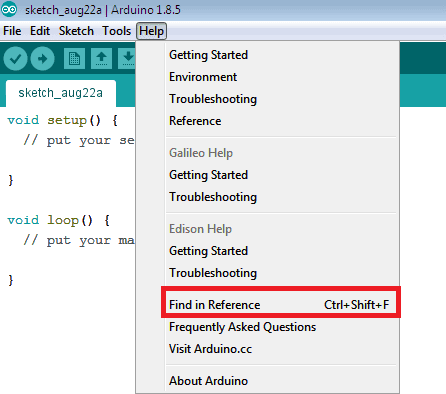 sketch_aug22a | Arduino 1.8.5
File Edit Sketch Tools Help
sketch_aug22a
void setup() {
// put your se
}
void loop() {
// put your ma
}
Getting Started
Environment
Troubleshooting
Reference
Galileo Help
Getting Started
Troubleshooting
Edison Help
Getting Started
Troubleshooting
Find in Reference Ctrl+Shift+F
Frequently Asked Questions
Visit Arduino.cc
About Arduino